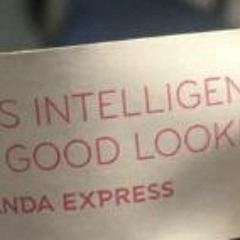 S INTELLIGEN
GOOD LOOK
NDA EXPRESS